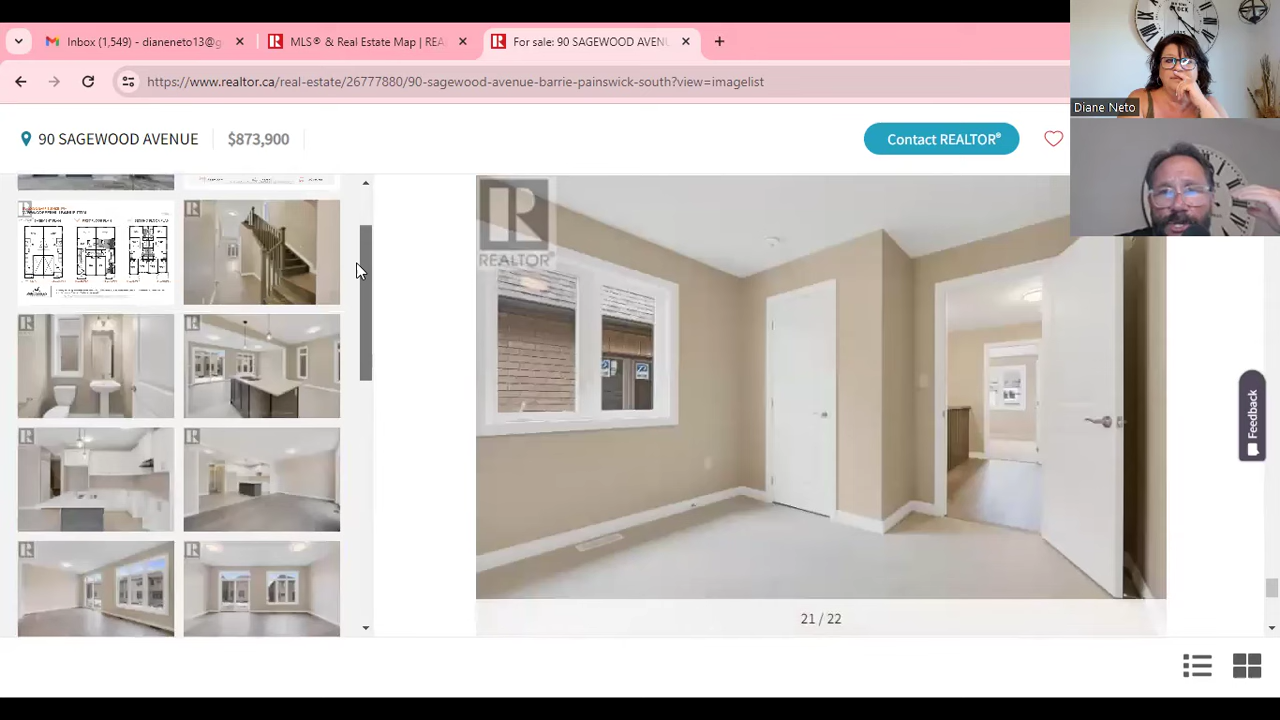 Inbox (1,549) - dianeneto13@g
MLS® & Real Estate Map | REA
For sale: 90 SAGEWOOD AVENU
https://www.realtor.ca/real-estate/26777880/90-sagewood-avenue-barrie-painswick-south?view=imagelist
Diane Neto
90 SAGEWOOD AVENUE
$873,900
Contact REALTOR®
R
REALTOR
Feedback
21 / 22